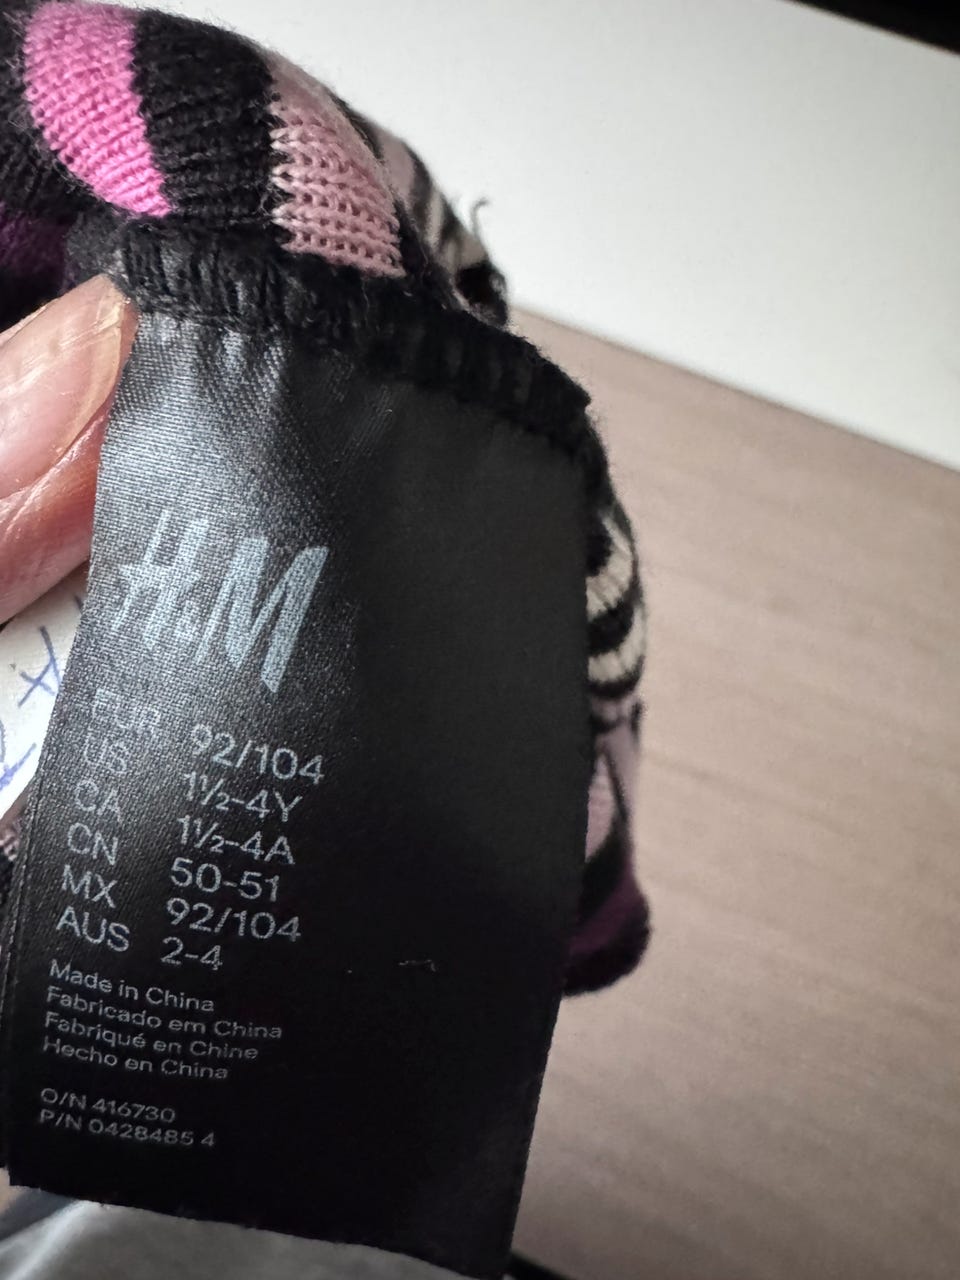 H&M
EUR 92/104
US 1½-4Y
CA 1½-4A
CN 50-51
MX 92/104
AUS 2-4
Made in China
Fabricado em China
Fabriqué en Chine
Hecho en China
O/N 416730
P/N 0428485 4